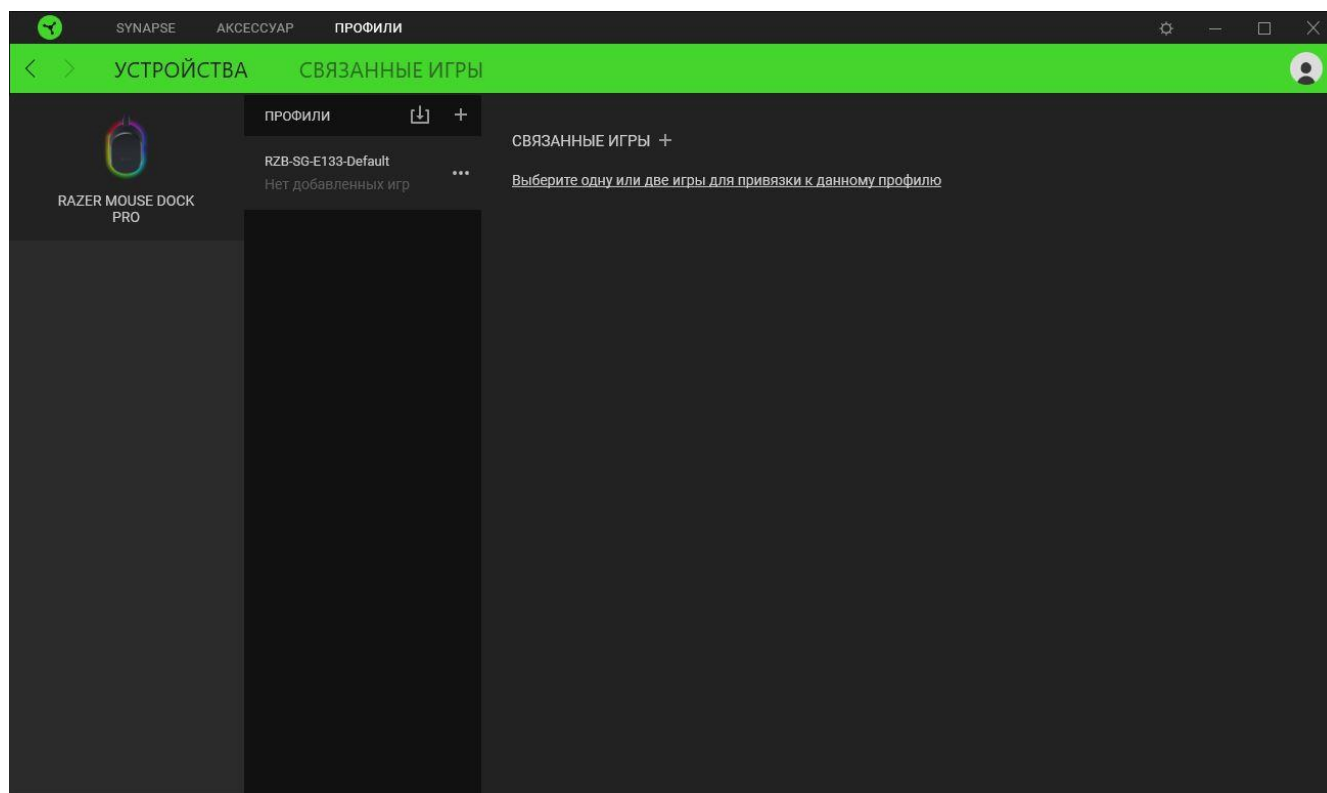 SYNAPSE АКСЕССУАР ПРОФИЛИ
УСТРОЙСТВА СВЯЗАННЫЕ ИГРЫ
RAZER MOUSE DOCK
PRO
ПРОФИЛИ
RZB-SG-E133-Default
Нет добавленных игр
СВЯЗАННЫЕ ИГРЫ
Выберите одну или две игры для привязки к данному профилю